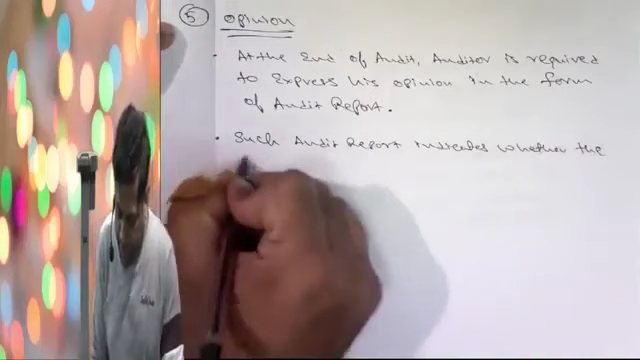 ⑤ Opinion
• At the End of Audit, Auditor is required
to Express his opinion in the form
of Audit Report.
• Such Audit Report indicates whether the